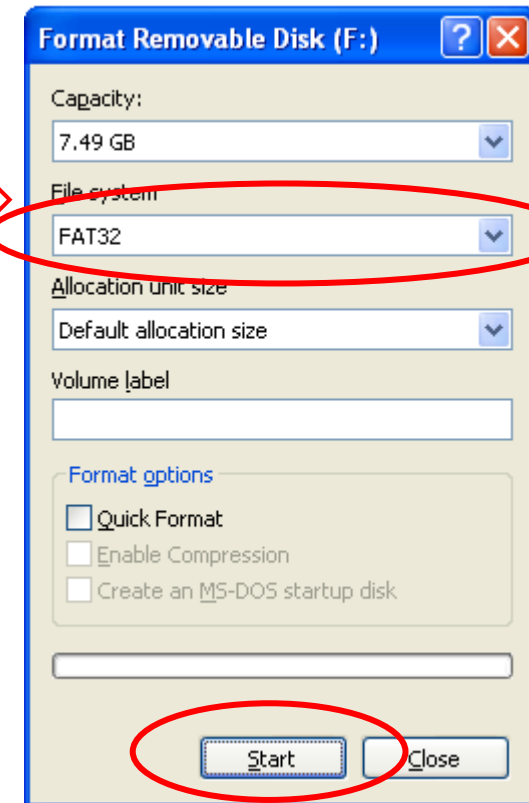 Format Removable Disk (F:)
Capacity:
7.49 GB
File system
FAT32
Allocation unit size
Default allocation size
Volume label
Format options
Quick Format
Enable Compression
Create an MS-DOS startup disk
Start Close